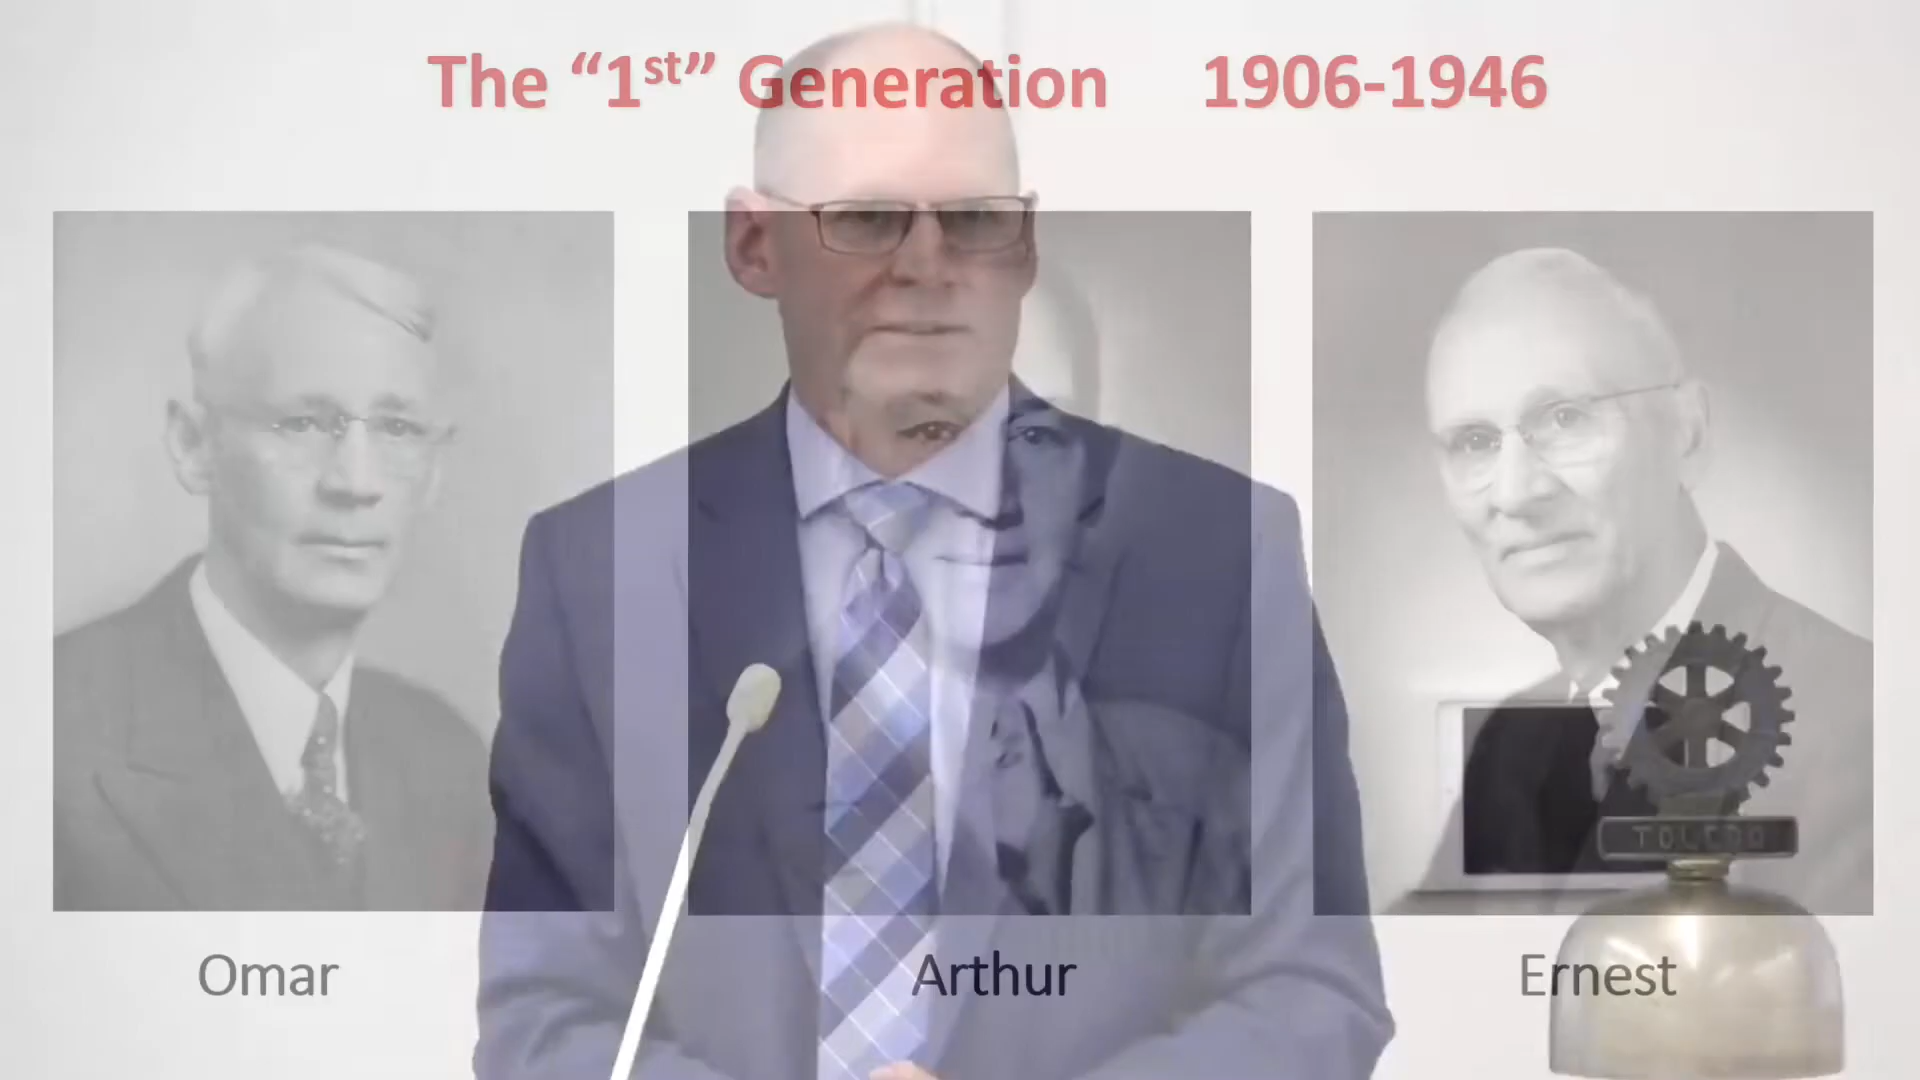 The “1st” Generation 1906-1946
TOLEDO
Omar
Arthur
Ernest